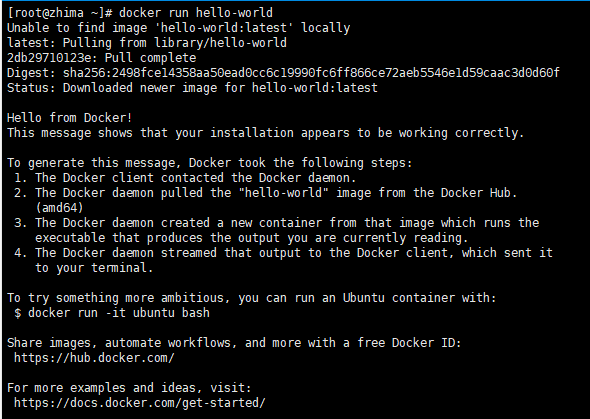 [root@zhima ~]# docker run hello-world
Unable to find image 'hello-world:latest' locally
latest: Pulling from library/hello-world
2db29710123e: Pull complete
Digest: sha256:2498fce14358aa50ead0cc6c19990fc6ff866ce72aeb5546e1d59caac3d0d60f
Status: Downloaded newer image for hello-world:latest

Hello from Docker!
This message shows that your installation appears to be working correctly.

To generate this message, Docker took the following steps:
 1. The Docker client contacted the Docker daemon.
 2. The Docker daemon pulled the "hello-world" image from the Docker Hub.
    (amd64)
 3. The Docker daemon created a new container from that image which runs the
    executable that produces the output you are currently reading.
 4. The Docker daemon streamed that output to the Docker client, which sent it
    to your terminal.

To try something more ambitious, you can run an Ubuntu container with:
 $ docker run -it ubuntu bash

Share images, automate workflows, and more with a free Docker ID:
 https://hub.docker.com/

For more examples and ideas, visit:
 https://docs.docker.com/get-started/